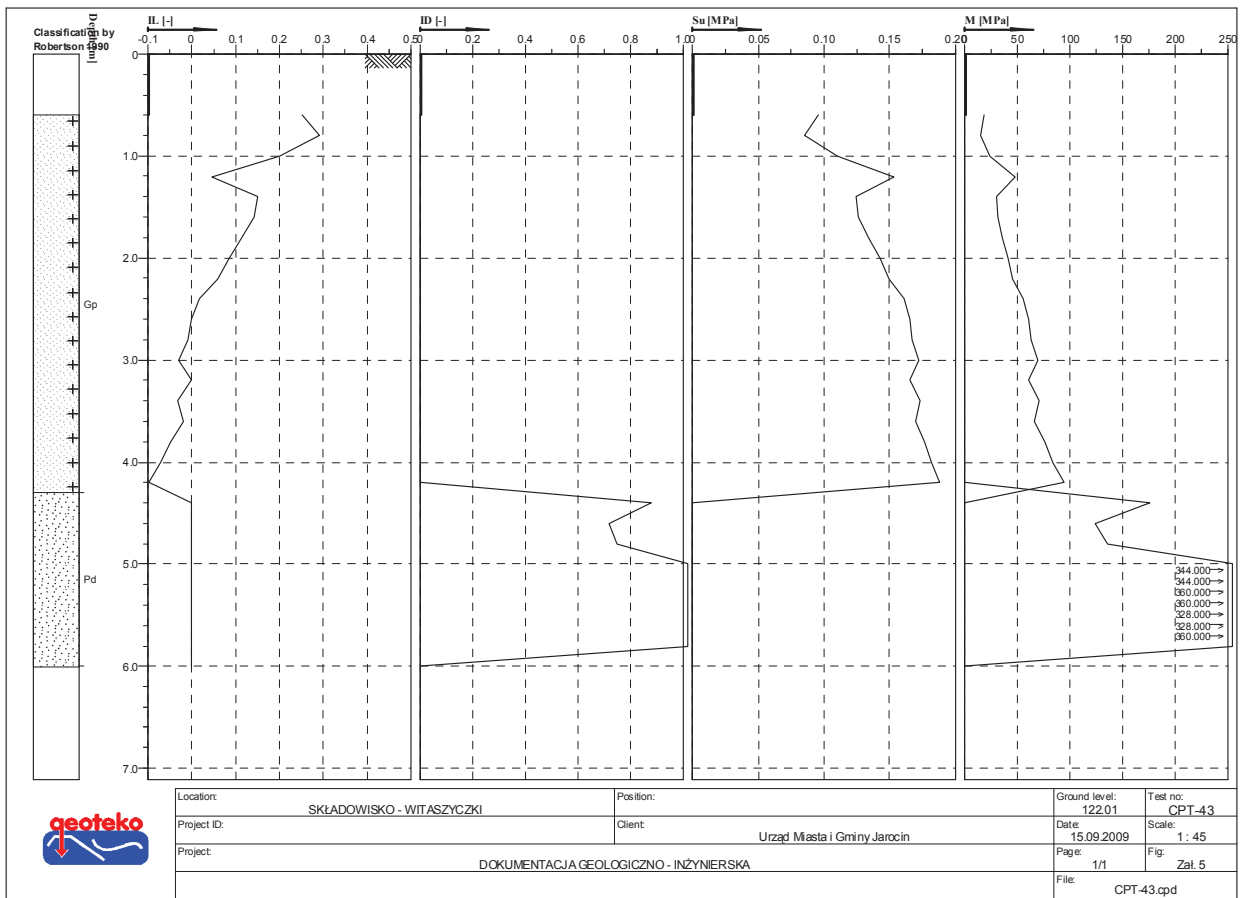 Classification by
Robertson 1990
Depth [m]
IL [-]
-0.1 0 0.1 0.2 0.3 0.4 0.5
ID [-]
0 0.2 0.4 0.6 0.8 1.0
Su [MPa]
0 0.05 0.10 0.15 0.20
M [MPa]
0 50 100 150 200 250
0
1.0
2.0
3.0
4.0
5.0
6.0
7.0
Gp
Pd
344.000
344.000
360.000
360.000
328.000
328.000
360.000
geoteko
Location:
SKŁADOWISKO - WITASZYCZKI
Position:
Ground level:
122.01
Test no:
CPT-43
Project ID:
Client:
Urząd Miasta i Gminy Jarocin
Date:
15.09.2009
Scale:
1 : 45
Project:
DOKUMENTACJA GEOLOGICZNO - INŻYNIERSKA
Page:
1/1
Fig:
Zał. 5
File:
CPT-43.cpd